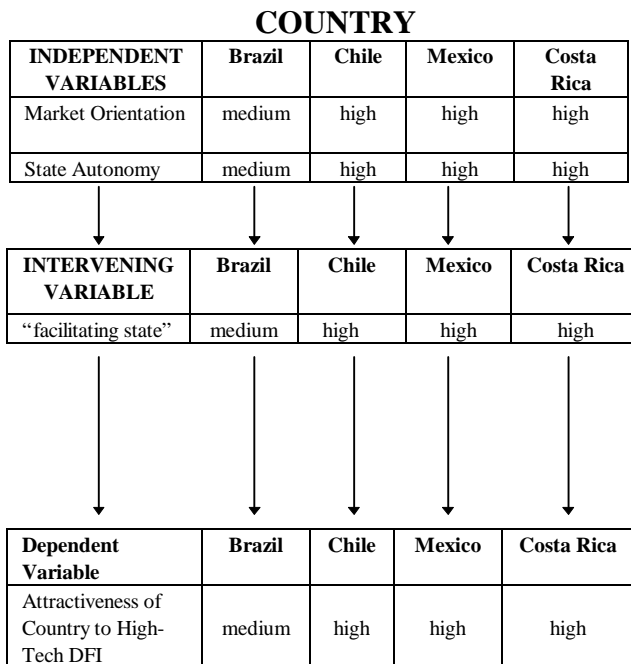 COUNTRY
INDEPENDENT VARIABLES Brazil Chile Mexico Costa Rica
Market Orientation medium high high high
State Autonomy medium high high high
INTERVENING VARIABLE Brazil Chile Mexico Costa Rica
“facilitating state” medium high high high
Dependent Variable Brazil Chile Mexico Costa Rica
Attractiveness of Country to High-Tech DFI medium high high high